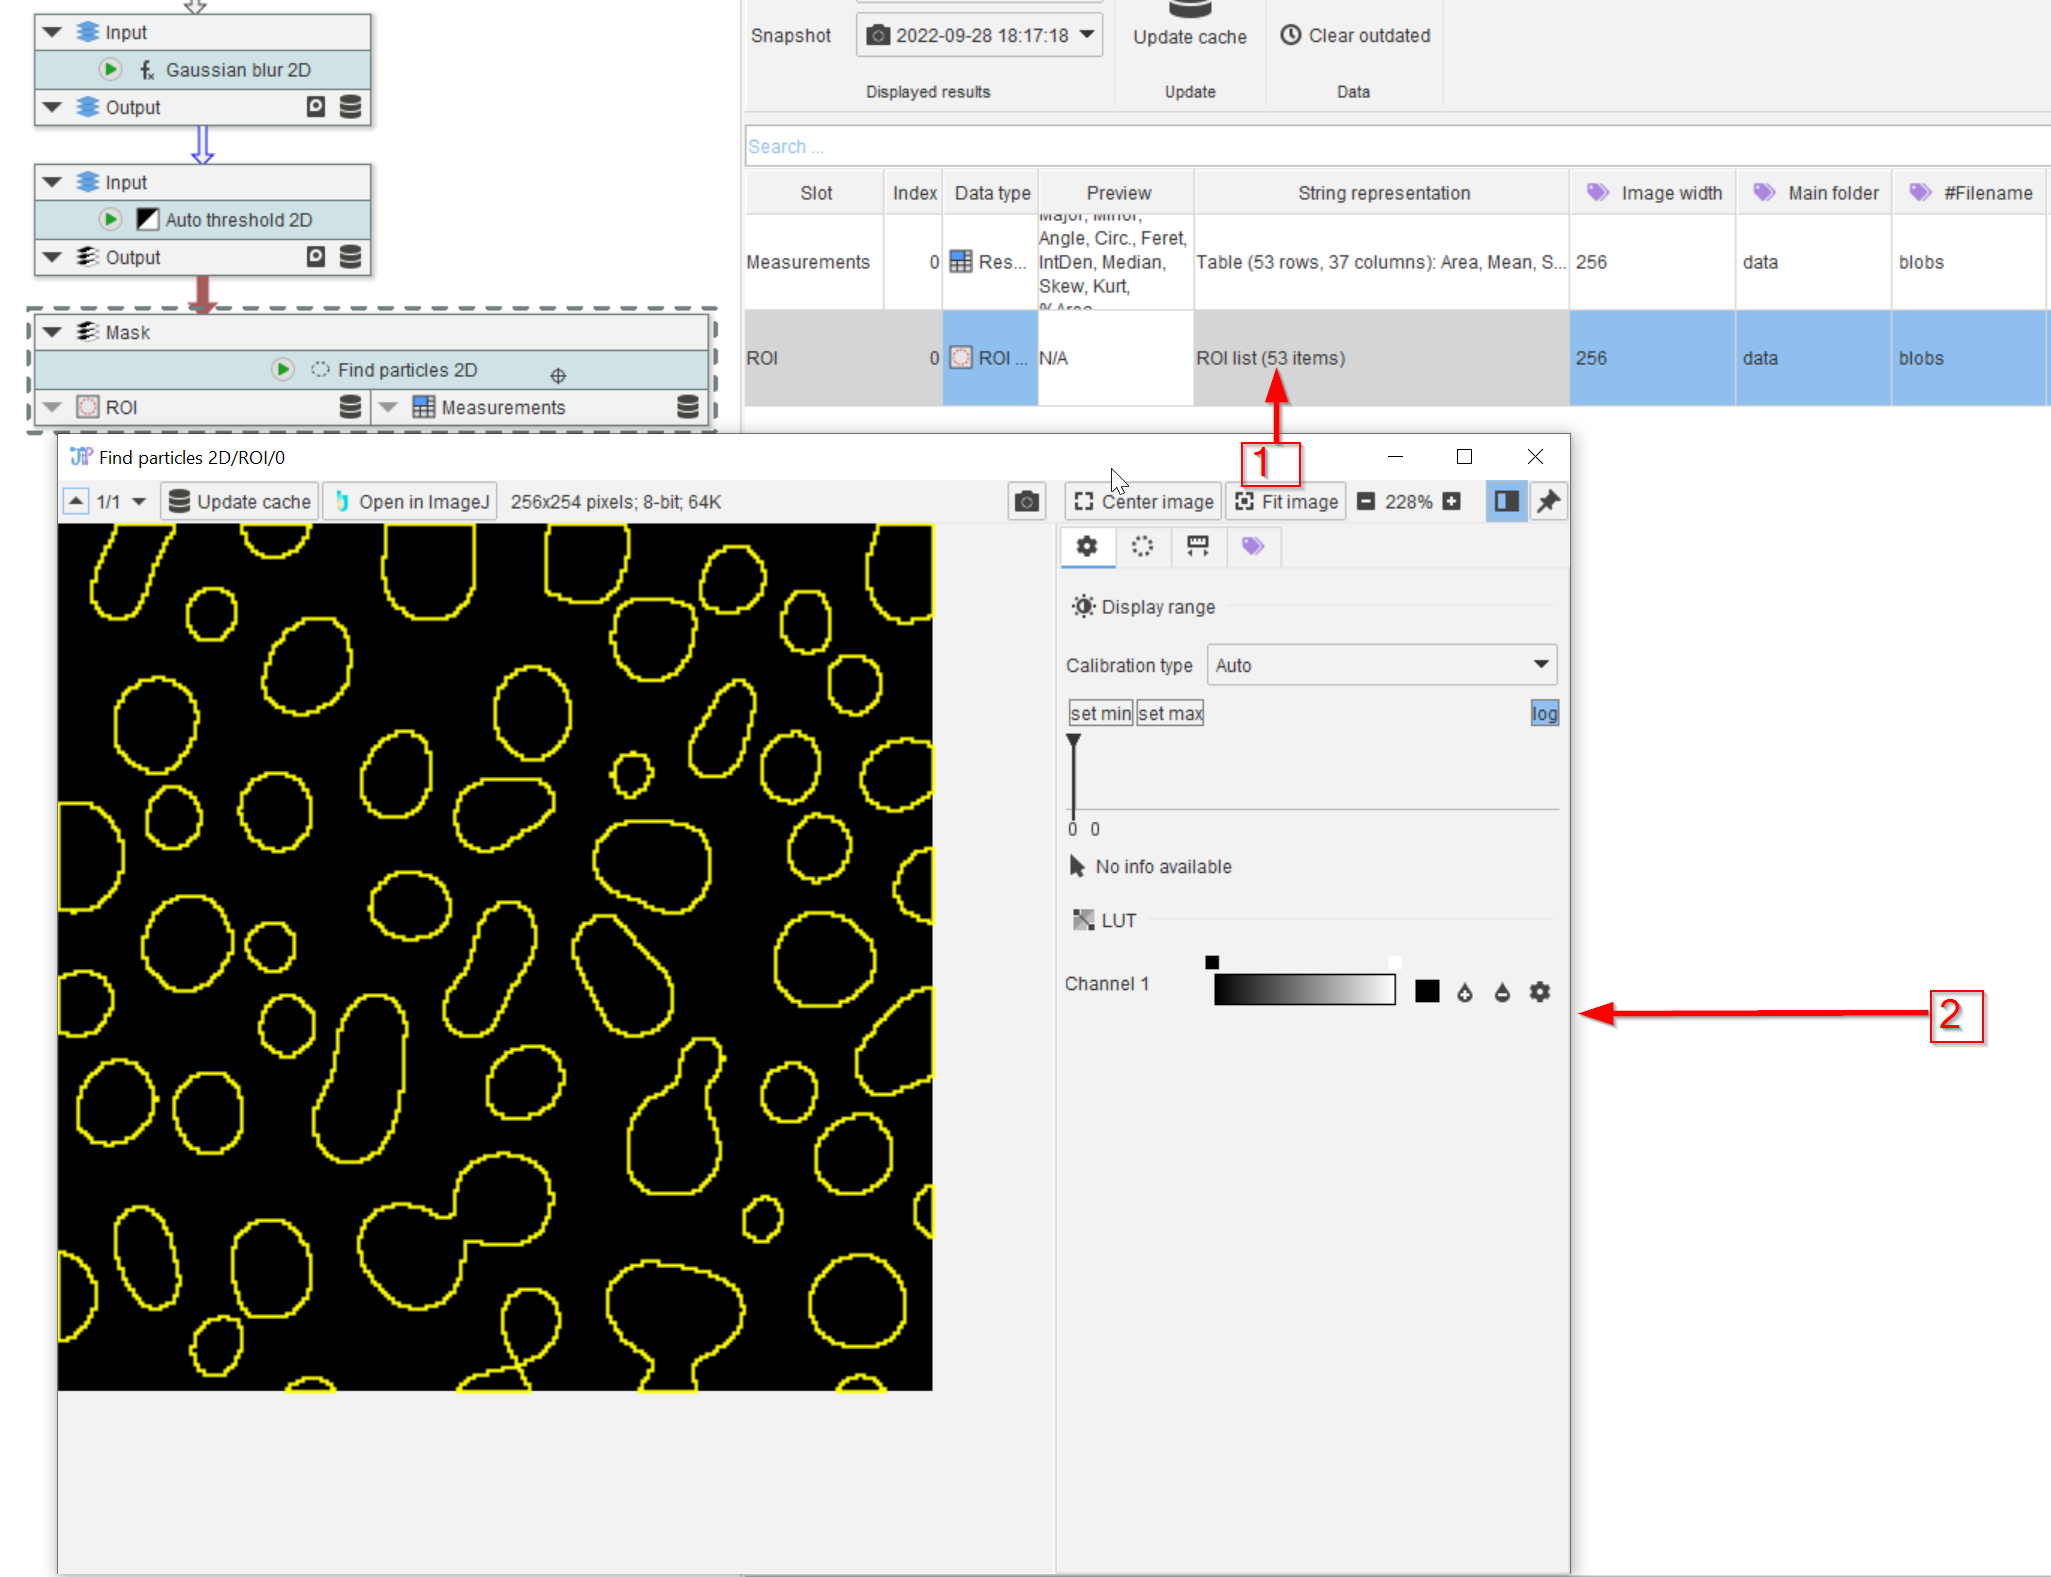 Input
Gaussian blur 2D
Output
Input
Auto threshold 2D
Output
Mask
Find particles 2D
ROI
Measurements
Snapshot
2022-09-28 18:17:18
Update cache
Clear outdated
Displayed results
Update
Data
Search ...
Slot Index Data type Preview String representation Image width Main folder #Filename
Major, Minor,
Angle, Circ., Feret,
IntDen, Median,
Skew, Kurt,
%Area
Measurements 0 Res... Table (53 rows, 37 columns): Area, Mean, S... 256 data blobs
ROI 0 ROI ... N/A ROI list (53 items) 256 data blobs
1
JIP Find particles 2D/ROI/0
1/1 Update cache Open in ImageJ 256x254 pixels; 8-bit; 64K Center image Fit image 228%
Display range
Calibration type Auto
set min set max log
0 0
No info available
LUT
Channel 1
2